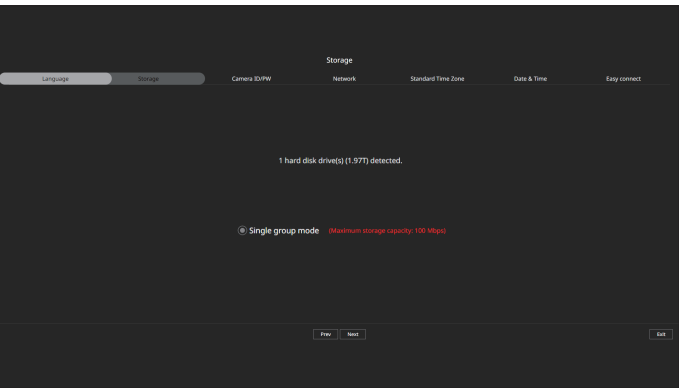 Storage
Language Storage Camera ID/PW Network Standard Time Zone Date & Time Easy connect
1 hard disk drive(s) (1.97T) detected.
Single group mode (Maximum storage capacity: 100 Mbps)
Prev Next Exit